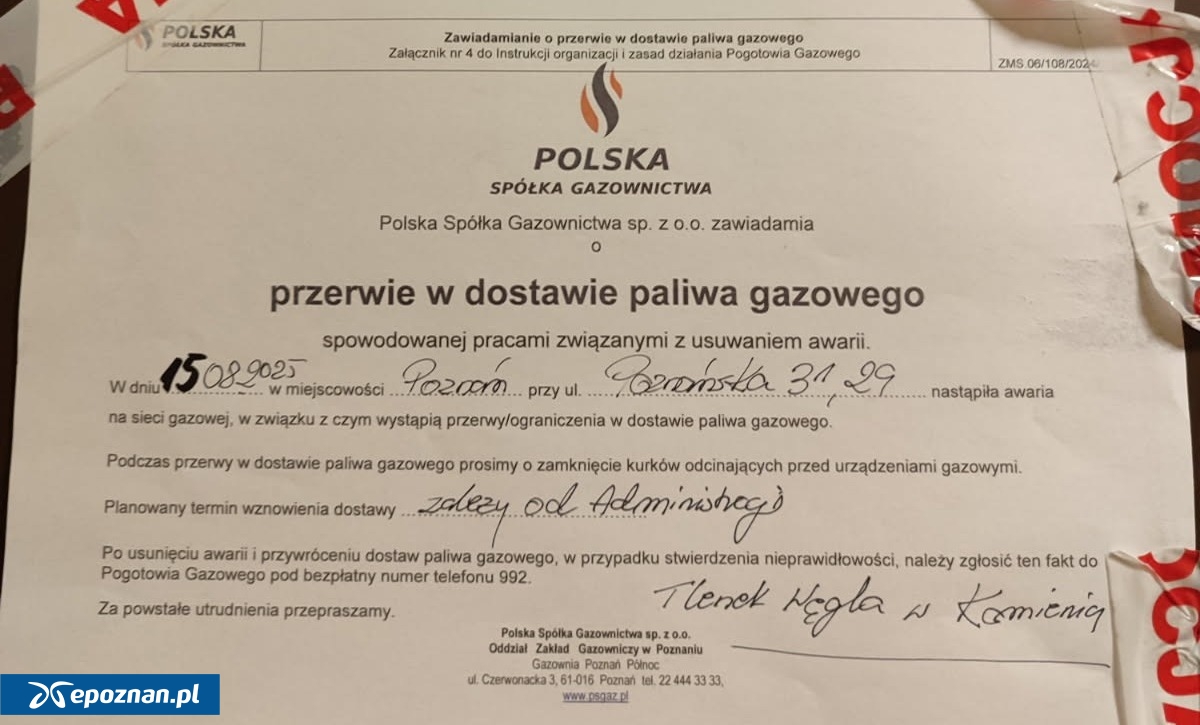 POLSKA
SPÓŁKA GAZOWNICTWA
Zawiadamianie o przerwie w dostawie paliwa gazowego
Załącznik nr 4 do Instrukcji organizacji i zasad działania Pogotowia Gazowego
ZMS.06/108/2024
POLSKA
SPÓŁKA GAZOWNICTWA
Polska Spółka Gazownictwa sp. z o.o. zawiadamia
o
przerwie w dostawie paliwa gazowego
spowodowanej pracami związanymi z usuwaniem awarii.
W dniu 15 08 2025 w miejscowości Poznań przy ul. Poznańska 31, 29 nastąpiła awaria
na sieci gazowej, w związku z czym wystąpią przerwy/ograniczenia w dostawie paliwa gazowego.
Podczas przerwy w dostawie paliwa gazowego prosimy o zamknięcie kurków odcinających przed urządzeniami gazowymi.
Planowany termin wznowienia dostawy zależy od Administracji
Po usunięciu awarii i przywróceniu dostaw paliwa gazowego, w przypadku stwierdzenia nieprawidłowości, należy zgłosić ten fakt do
Pogotowia Gazowego pod bezpłatny numer telefonu 992.
Tlenek Węgla w Kamienicy
Za powstałe utrudnienia przepraszamy.
Polska Spółka Gazownictwa sp. z o.o.
Oddział Zakład Gazowniczy w Poznaniu
Gazownia Poznań Północ
ul. Czerwonacka 3, 61-016 Poznań tel. 22 444 33 33,
www.psgaz.pl
epoznan.pl